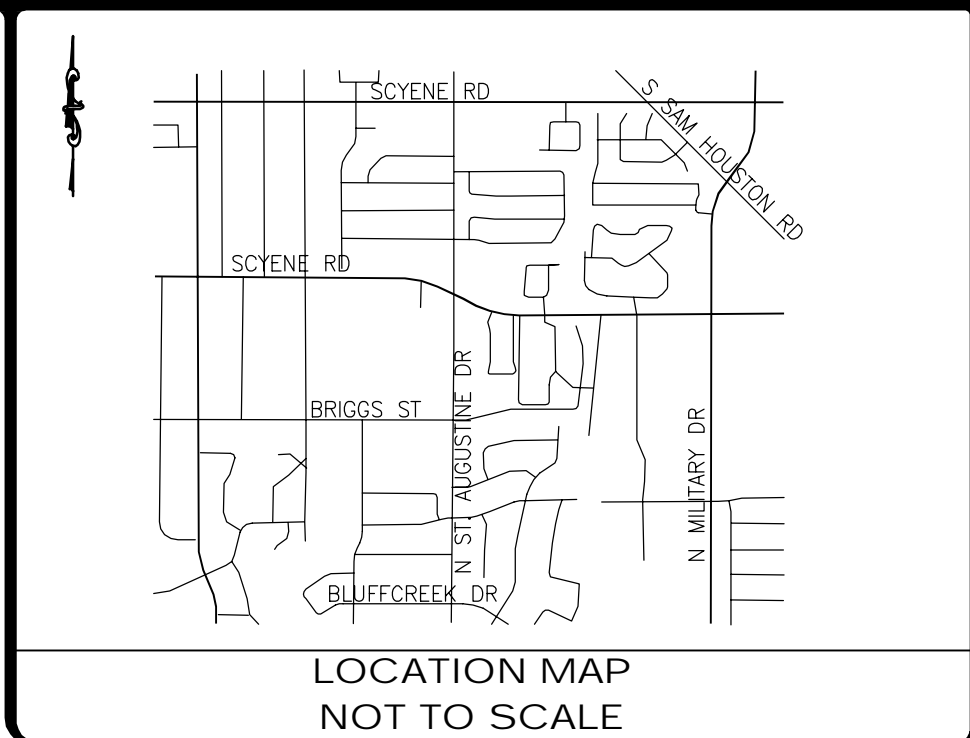 SCYENE RD
S SAM HOUSTON RD
SCYENE RD
N ST. AUGUSTINE DR
BRIGGS ST
N MILITARY DR
BLUFFCREEK DR
LOCATION MAP
NOT TO SCALE